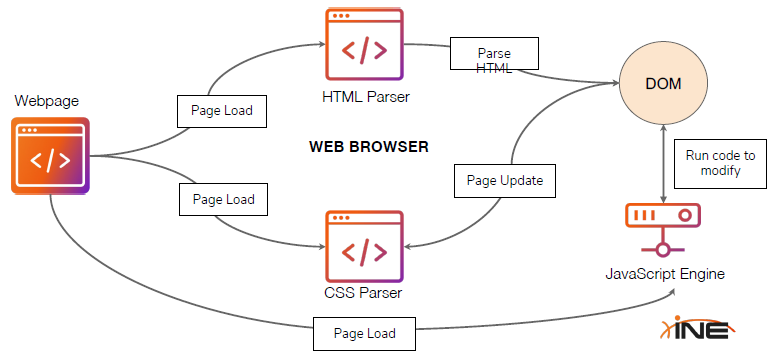 Webpage
</>
Page Load
</>
HTML Parser
Parse
HTML
DOM
WEB BROWSER
Page Load
Page Update
Run code to
modify
</>
CSS Parser
JavaScript Engine
Page Load
INE